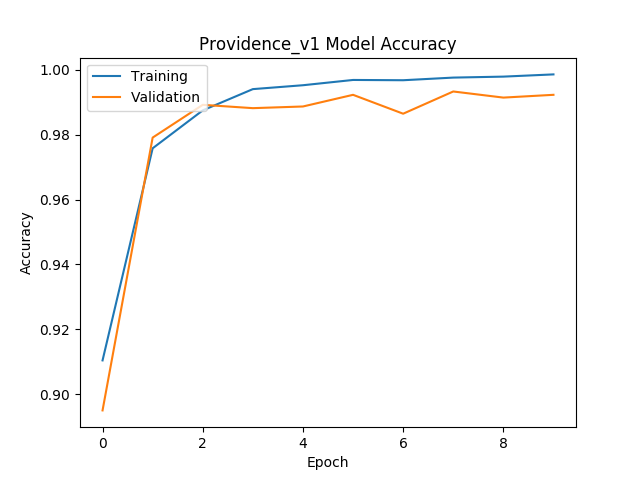 Providence_v1 Model Accuracy
Training
Validation
Accuracy
1.00
0.98
0.96
0.94
0.92
0.90
0 2 4 6 8
Epoch